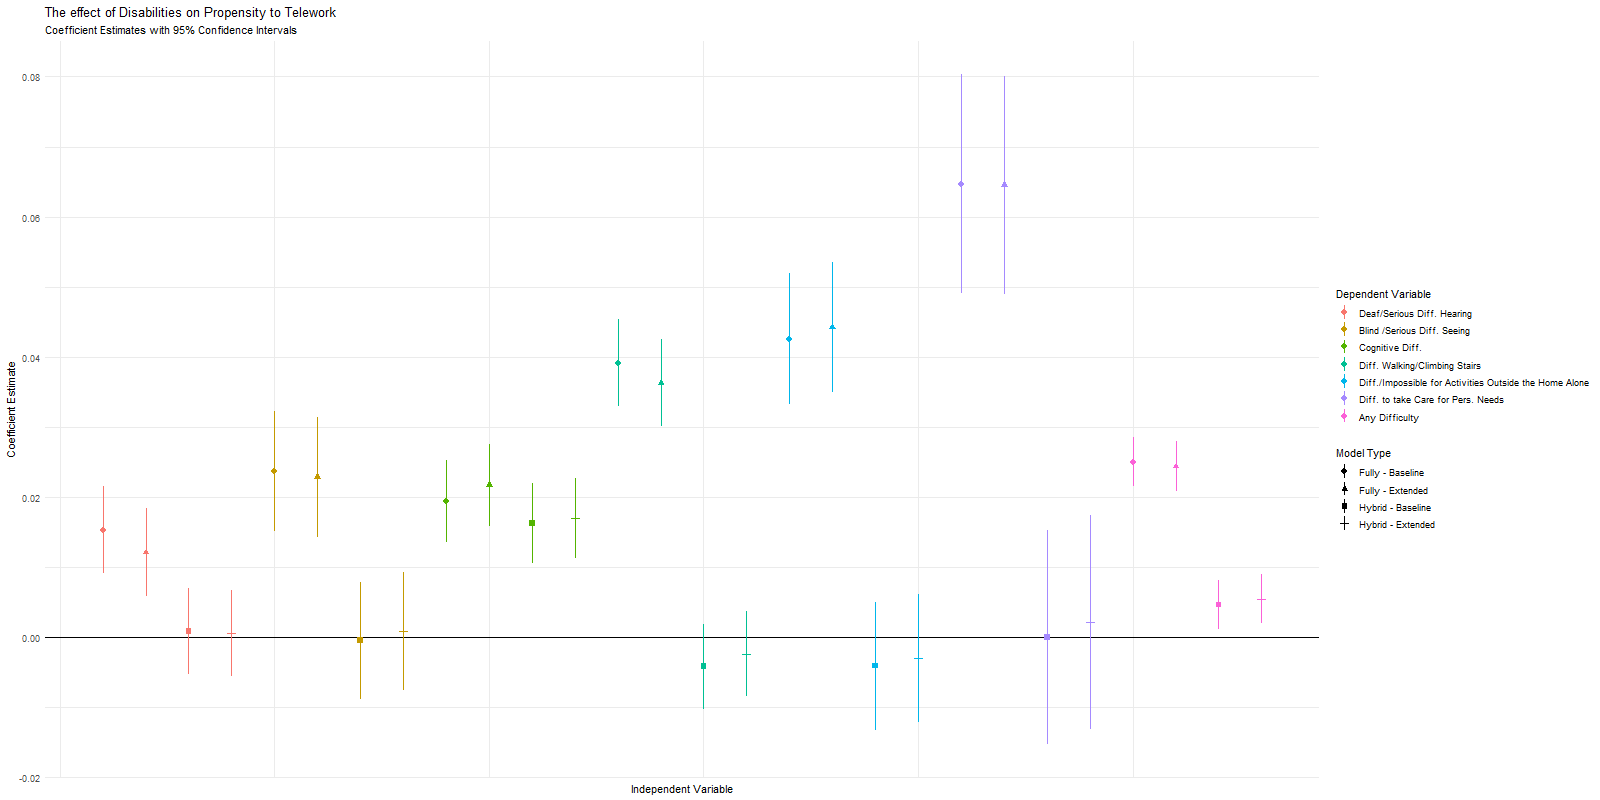 The effect of Disabilities on Propensity to Telework
Coefficient Estimates with 95% Confidence Intervals
0.08
0.06
0.04
0.02
0.00
-0.02
Coefficient Estimate
Independent Variable
Dependent Variable
Deaf/Serious Diff. Hearing
Blind /Serious Diff. Seeing
Cognitive Diff.
Diff. Walking/Climbing Stairs
Diff./Impossible for Activities Outside the Home Alone
Diff. to take Care for Pers. Needs
Any Difficulty
Model Type
Fully - Baseline
Fully - Extended
Hybrid - Baseline
Hybrid - Extended